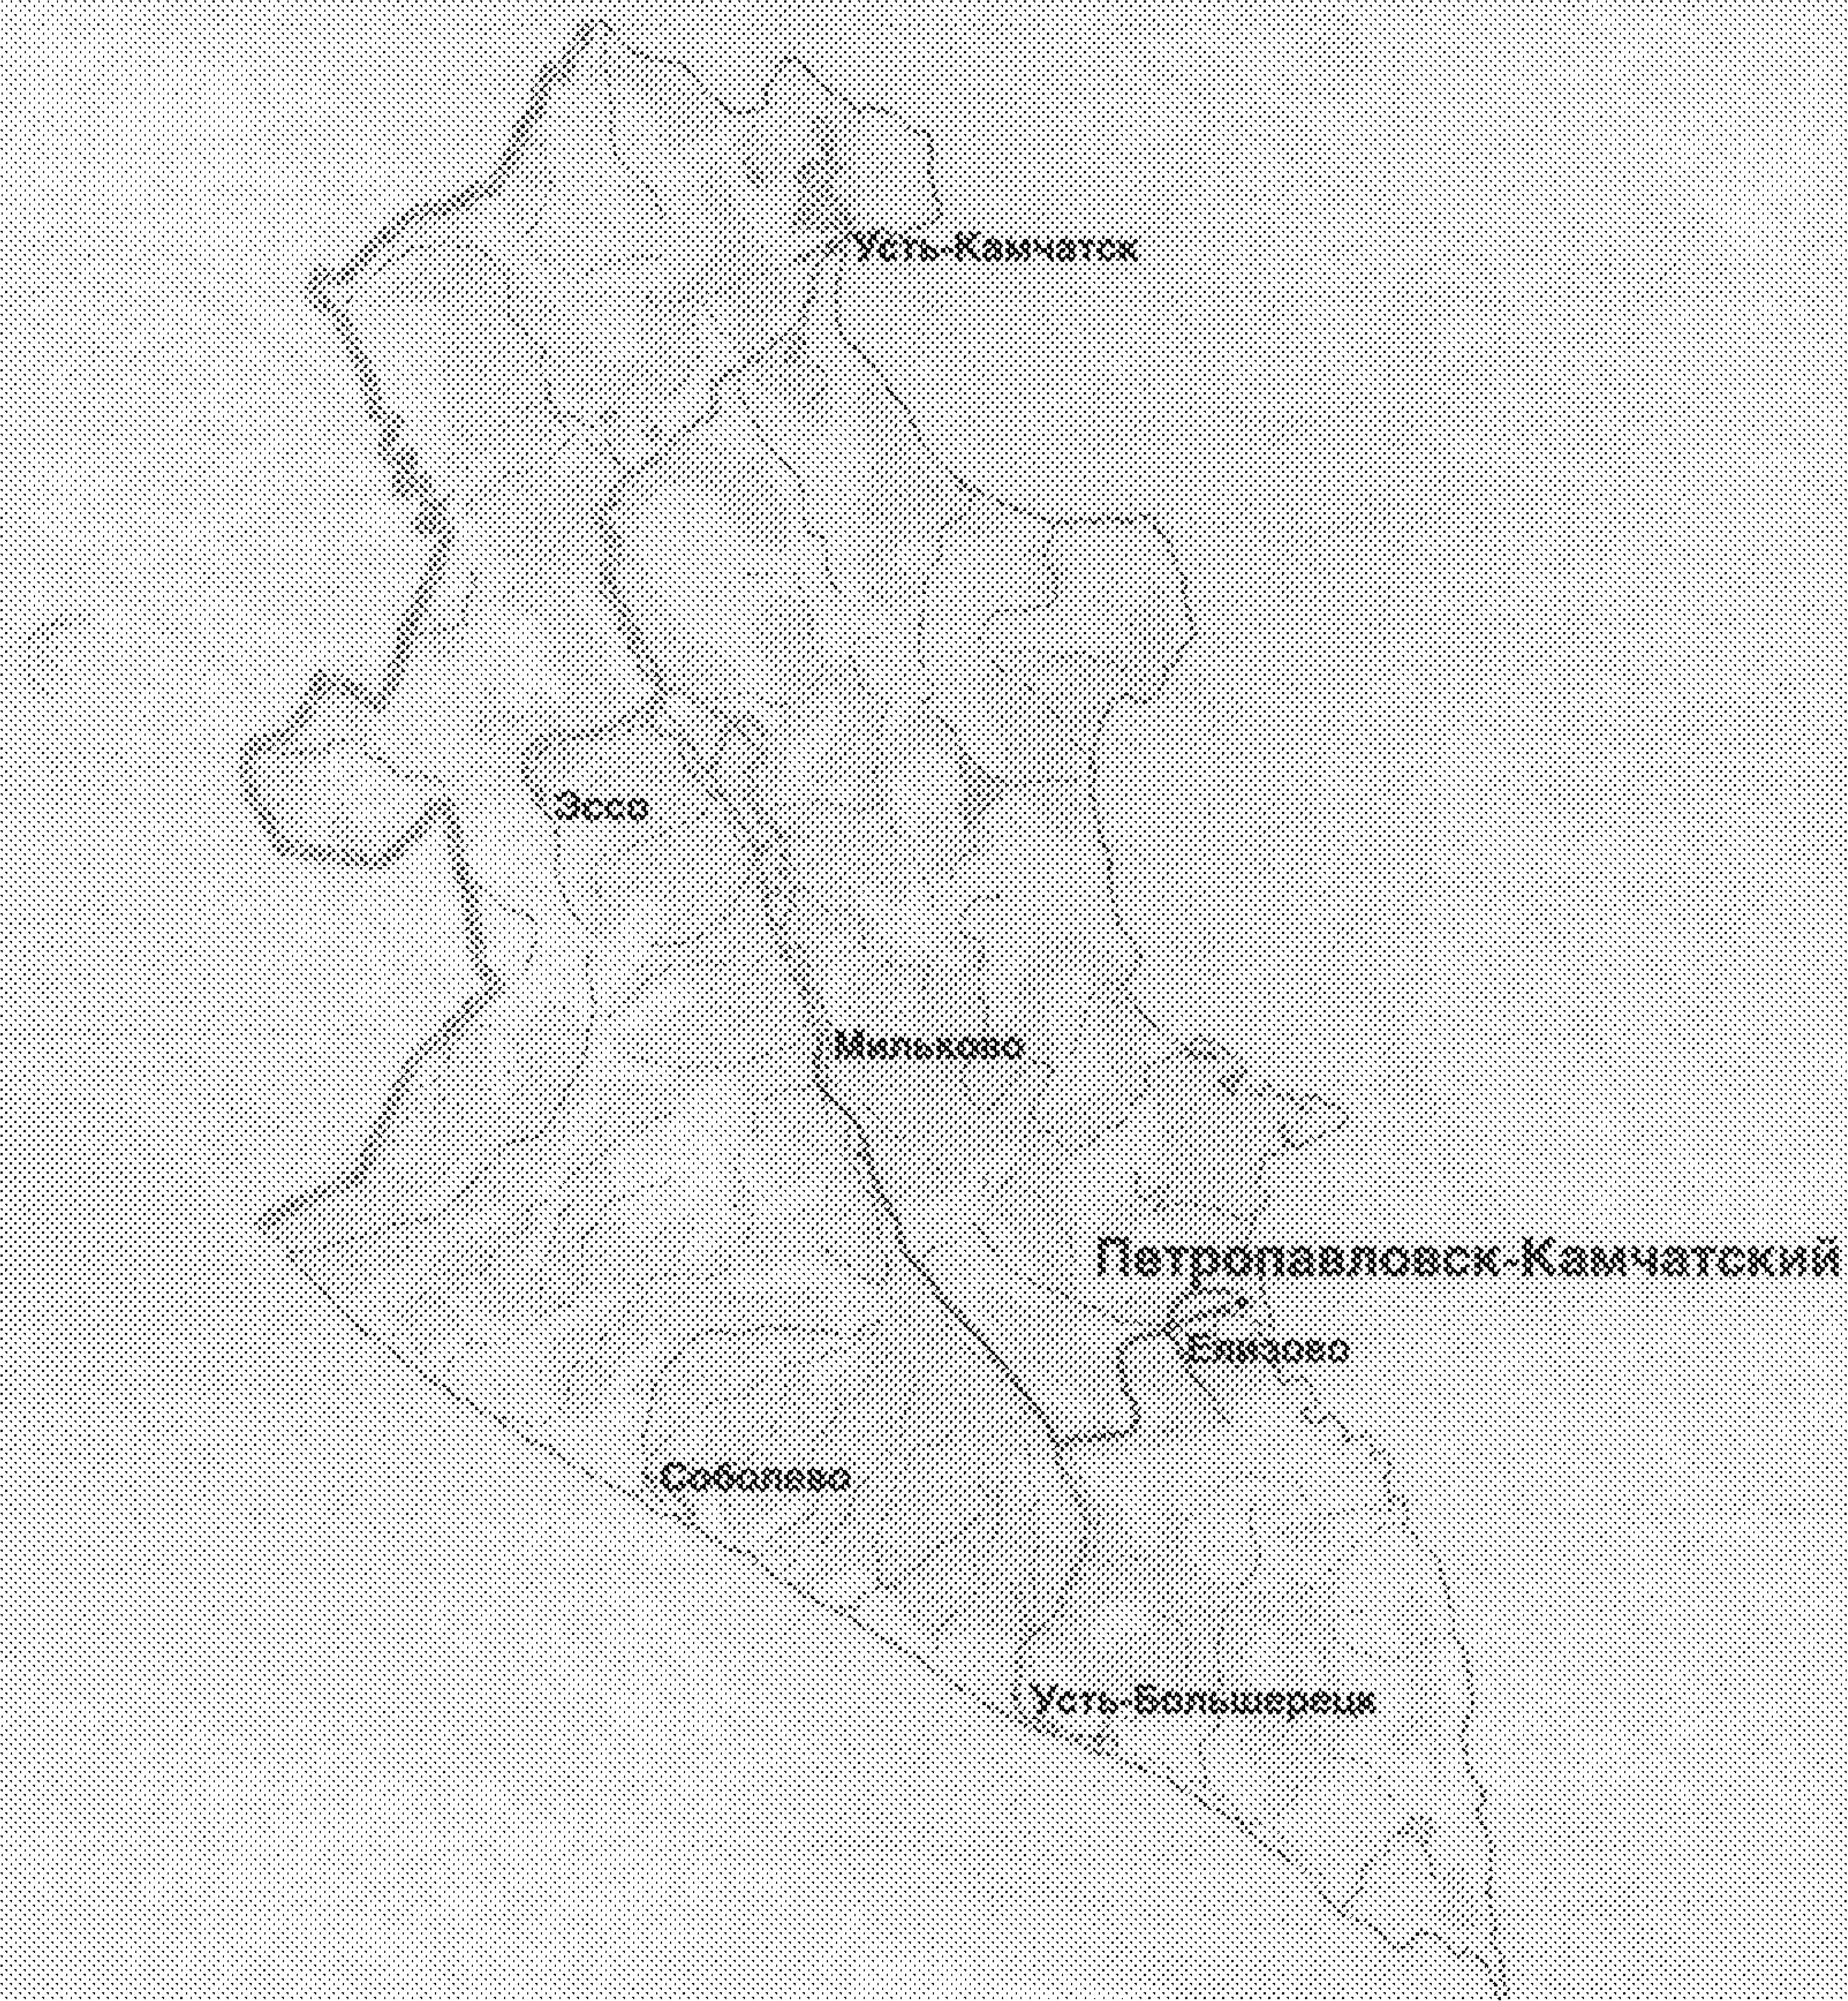 Усть-Камчатск
Эссо
Мильково
Петропавловск-Камчатский
Елизово
Соболево
Усть-Большерецк